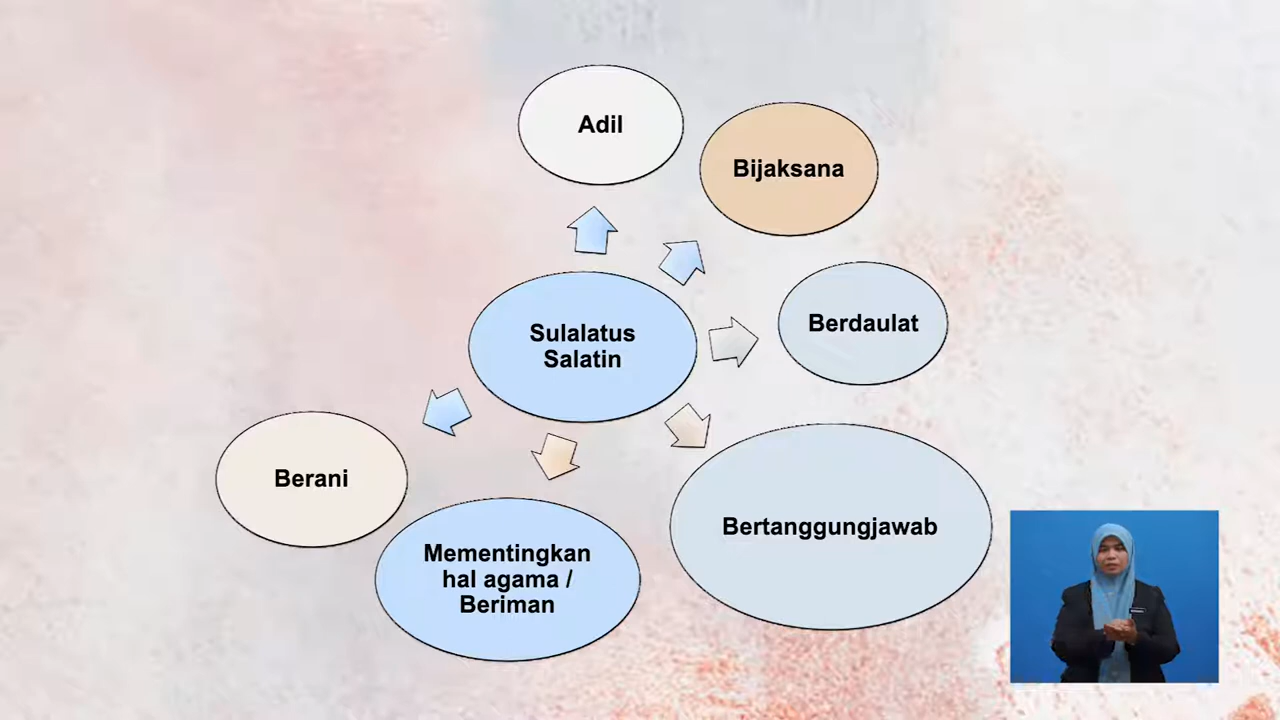 Adil
Bijaksana
Sulalatus
Salatin
Berdaulat
Berani
Bertanggungjawab
Mementingkan
hal agama /
Beriman